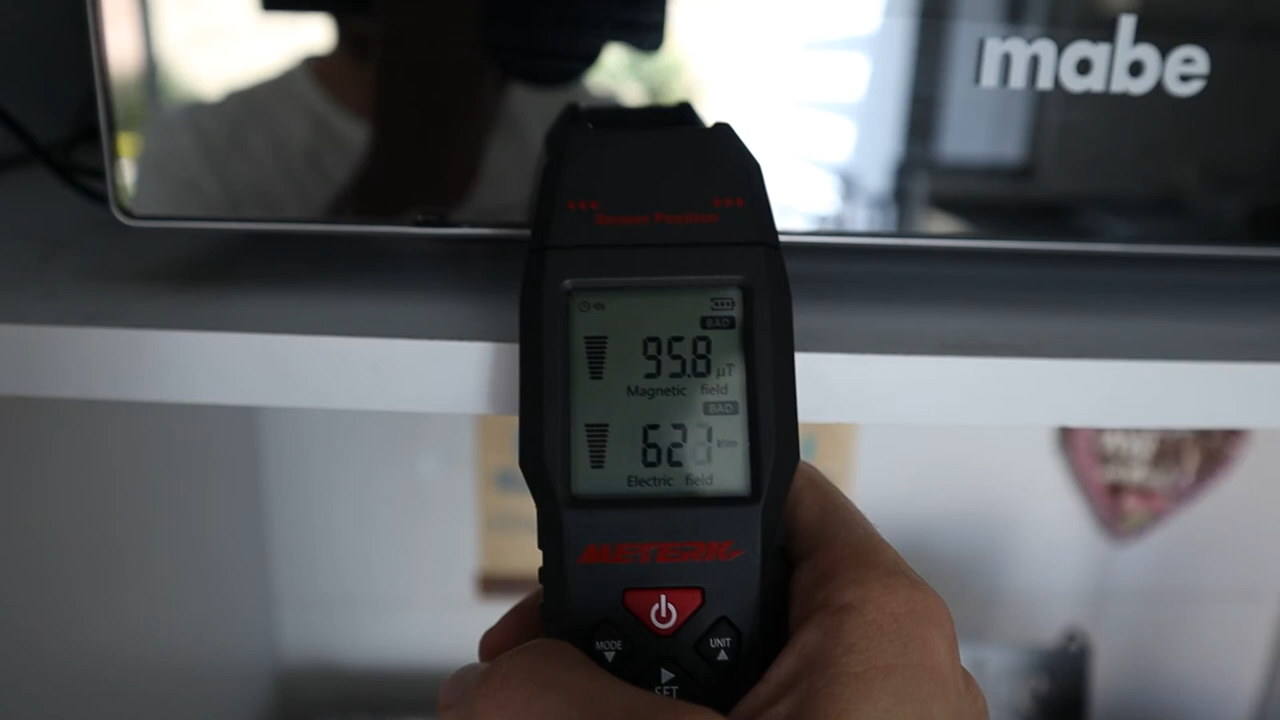 mabe
Sensor Position
BAD
95.8 µT
Magnetic field
BAD
V/m
Electric field
METERK
MODE
UNIT
SET